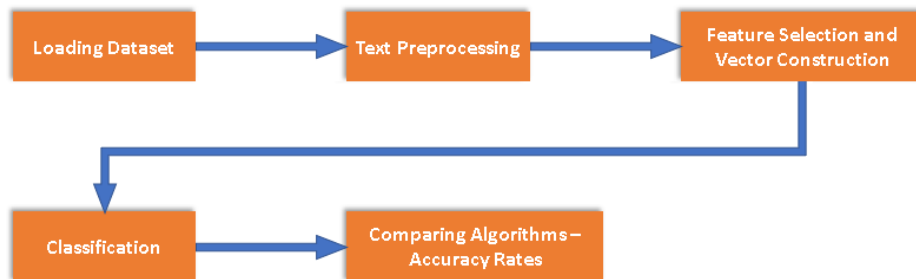 Loading Dataset
Text Preprocessing
Feature Selection and
Vector Construction
Classification
Comparing Algorithms –
Accuracy Rates